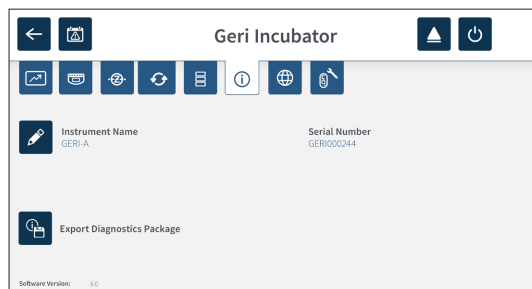 Geri Incubator
Instrument Name
GERI-A
Serial Number
GERI000244
Export Diagnostics Package
Software Version: 6.0